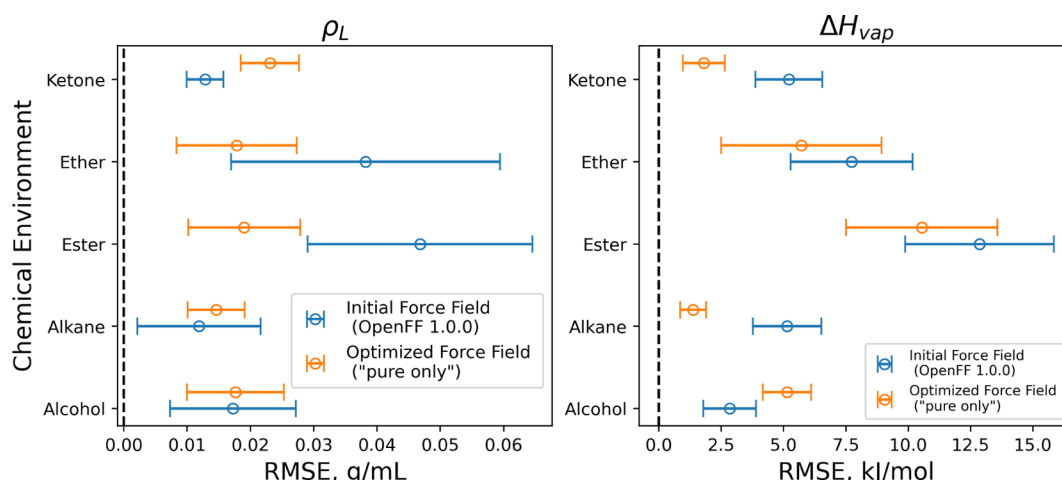 ρL
Chemical Environment
Ketone
Ether
Ester
Alkane
Alcohol
Initial Force Field
(OpenFF 1.0.0)
Optimized Force Field
("pure only")
0.00 0.01 0.02 0.03 0.04 0.05 0.06
RMSE, g/mL
ΔHvap
Ketone
Ether
Ester
Alkane
Alcohol
Initial Force Field
(OpenFF 1.0.0)
Optimized Force Field
("pure only")
0.0 2.5 5.0 7.5 10.0 12.5 15.0
RMSE, kJ/mol